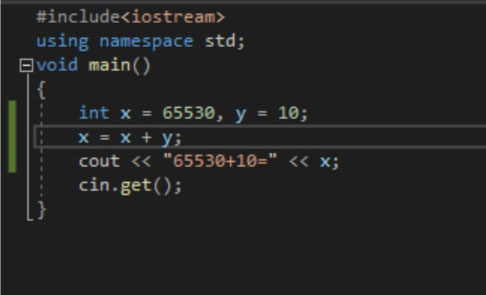 #include<iostream>
using namespace std;
void main()
{
int x = 65530, y = 10;
x = x + y;
cout << "65530+10=" << x;
cin.get();
}